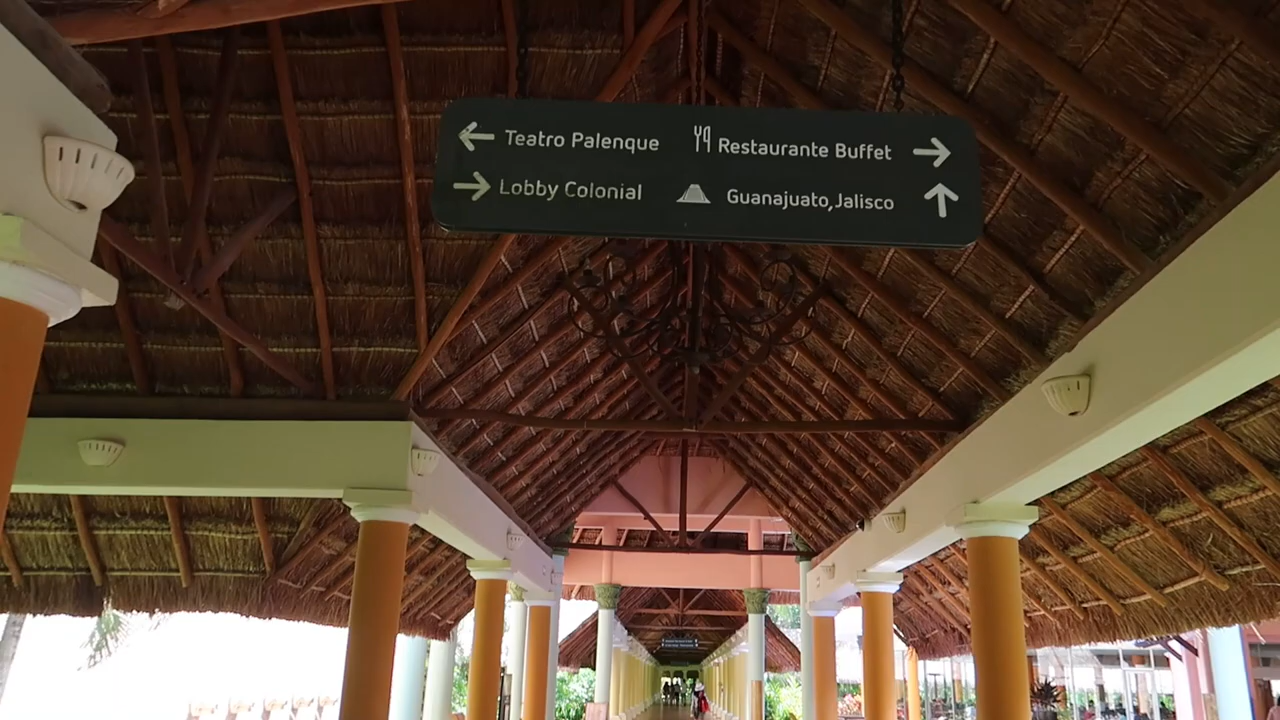 Teatro Palenque
Lobby Colonial
Restaurante Buffet
Guanajuato,Jalisco